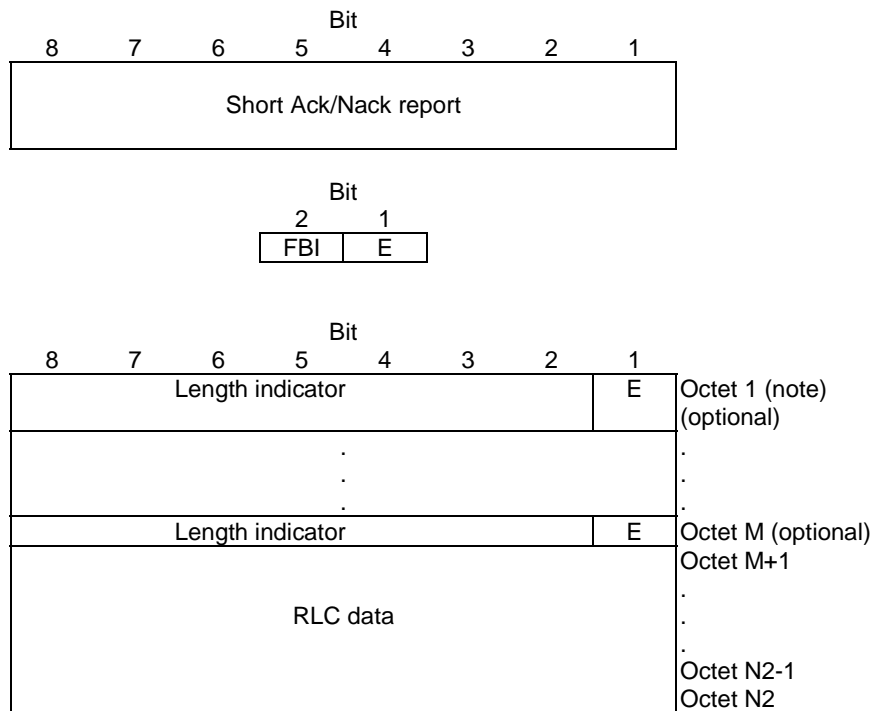 Bit
8 7 6 5 4 3 2 1
Short Ack/Nack report
Bit
2 1
FBI E
Bit
8 7 6 5 4 3 2 1
Length indicator E Octet 1 (note)
(optional)
. .
. .
. .
Length indicator E Octet M (optional)
Octet M+1
.
RLC data .
.
Octet N2-1
Octet N2